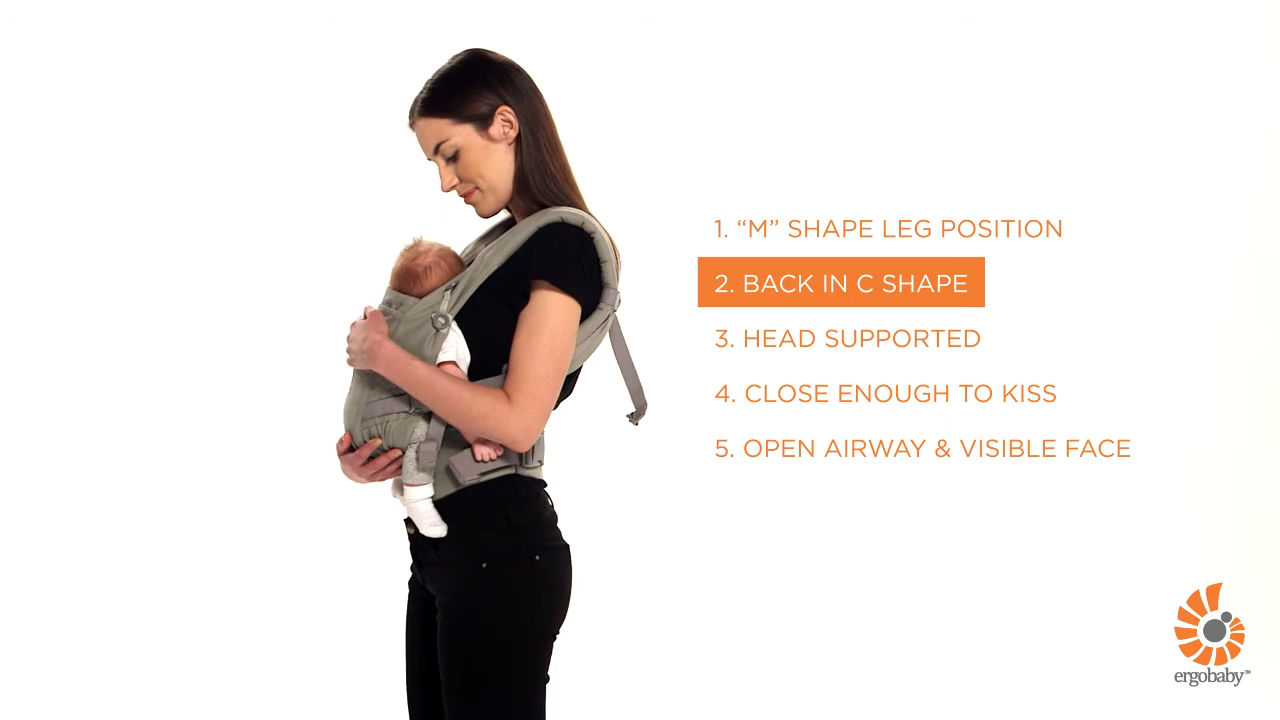 1. “M” SHAPE LEG POSITION
2. BACK IN C SHAPE
3. HEAD SUPPORTED
4. CLOSE ENOUGH TO KISS
5. OPEN AIRWAY & VISIBLE FACE
ergobaby™